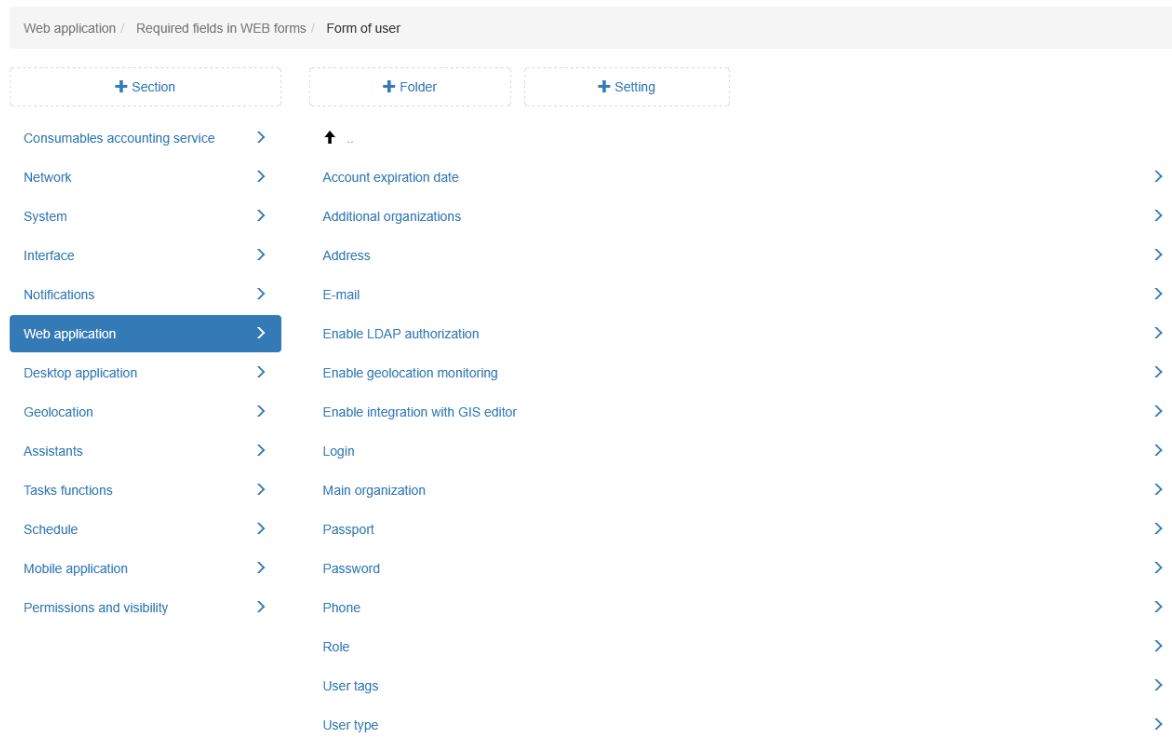 Web application / Required fields in WEB forms / Form of user
+ Section
+ Folder
+ Setting
Consumables accounting service
Network
System
Interface
Notifications
Web application
Desktop application
Geolocation
Assistants
Tasks functions
Schedule
Mobile application
Permissions and visibility
..
Account expiration date
Additional organizations
Address
E-mail
Enable LDAP authorization
Enable geolocation monitoring
Enable integration with GIS editor
Login
Main organization
Passport
Password
Phone
Role
User tags
User type